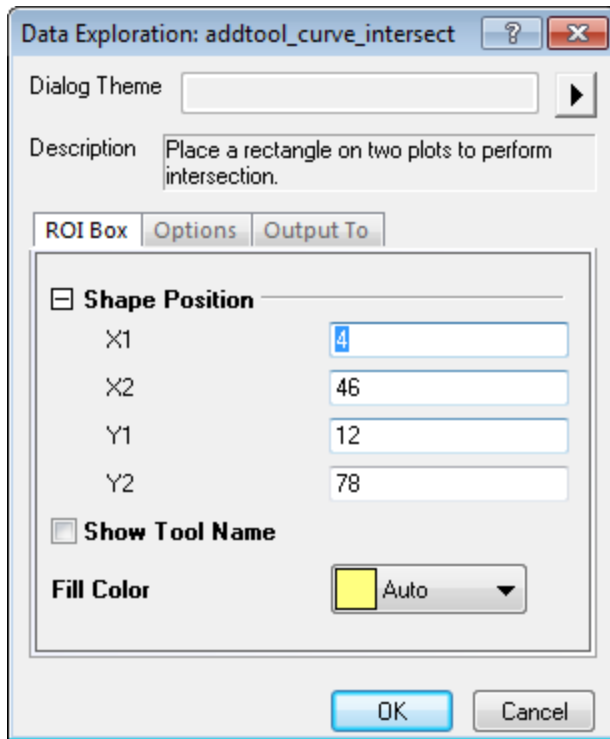 Data Exploration: addtool_curve_intersect
Dialog Theme
Description Place a rectangle on two plots to perform
intersection.
ROI Box Options Output To
Shape Position
X1 4
X2 46
Y1 12
Y2 78
Show Tool Name
Fill Color Auto
OK Cancel